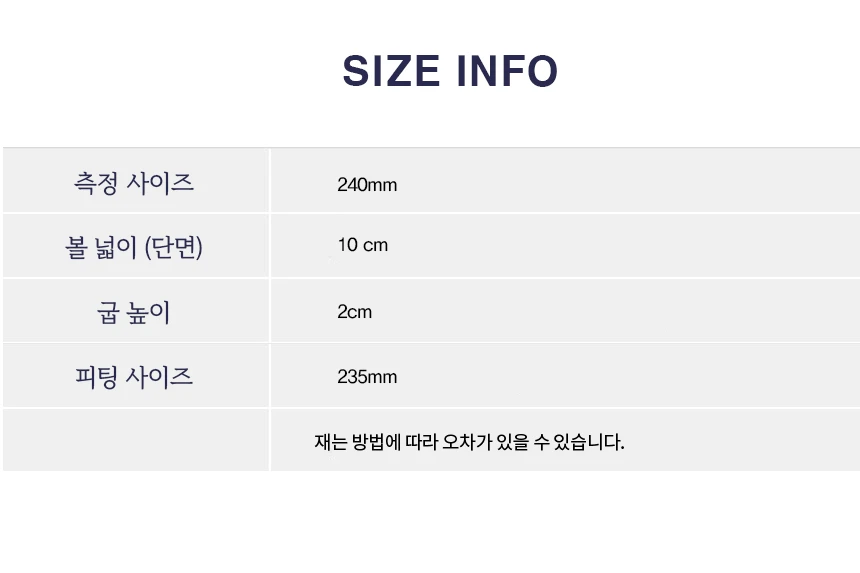 SIZE INFO
측정 사이즈 240mm
볼 넓이 (단면) 10 cm
굽 높이 2cm
피팅 사이즈 235mm
재는 방법에 따라 오차가 있을 수 있습니다.